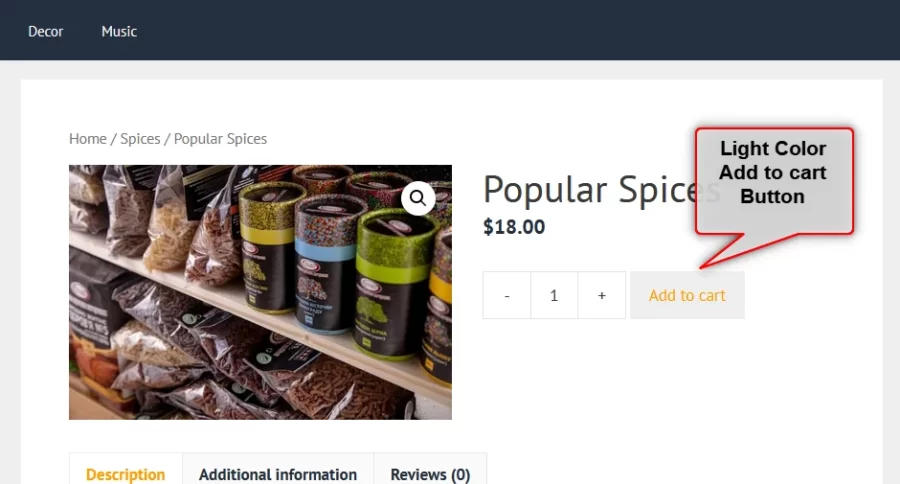 Decor Music
Home / Spices / Popular Spices
Light Color
Add to cart
Button
Popular Spices
$18.00
- 1 +
Add to cart
Description
Additional information
Reviews (0)